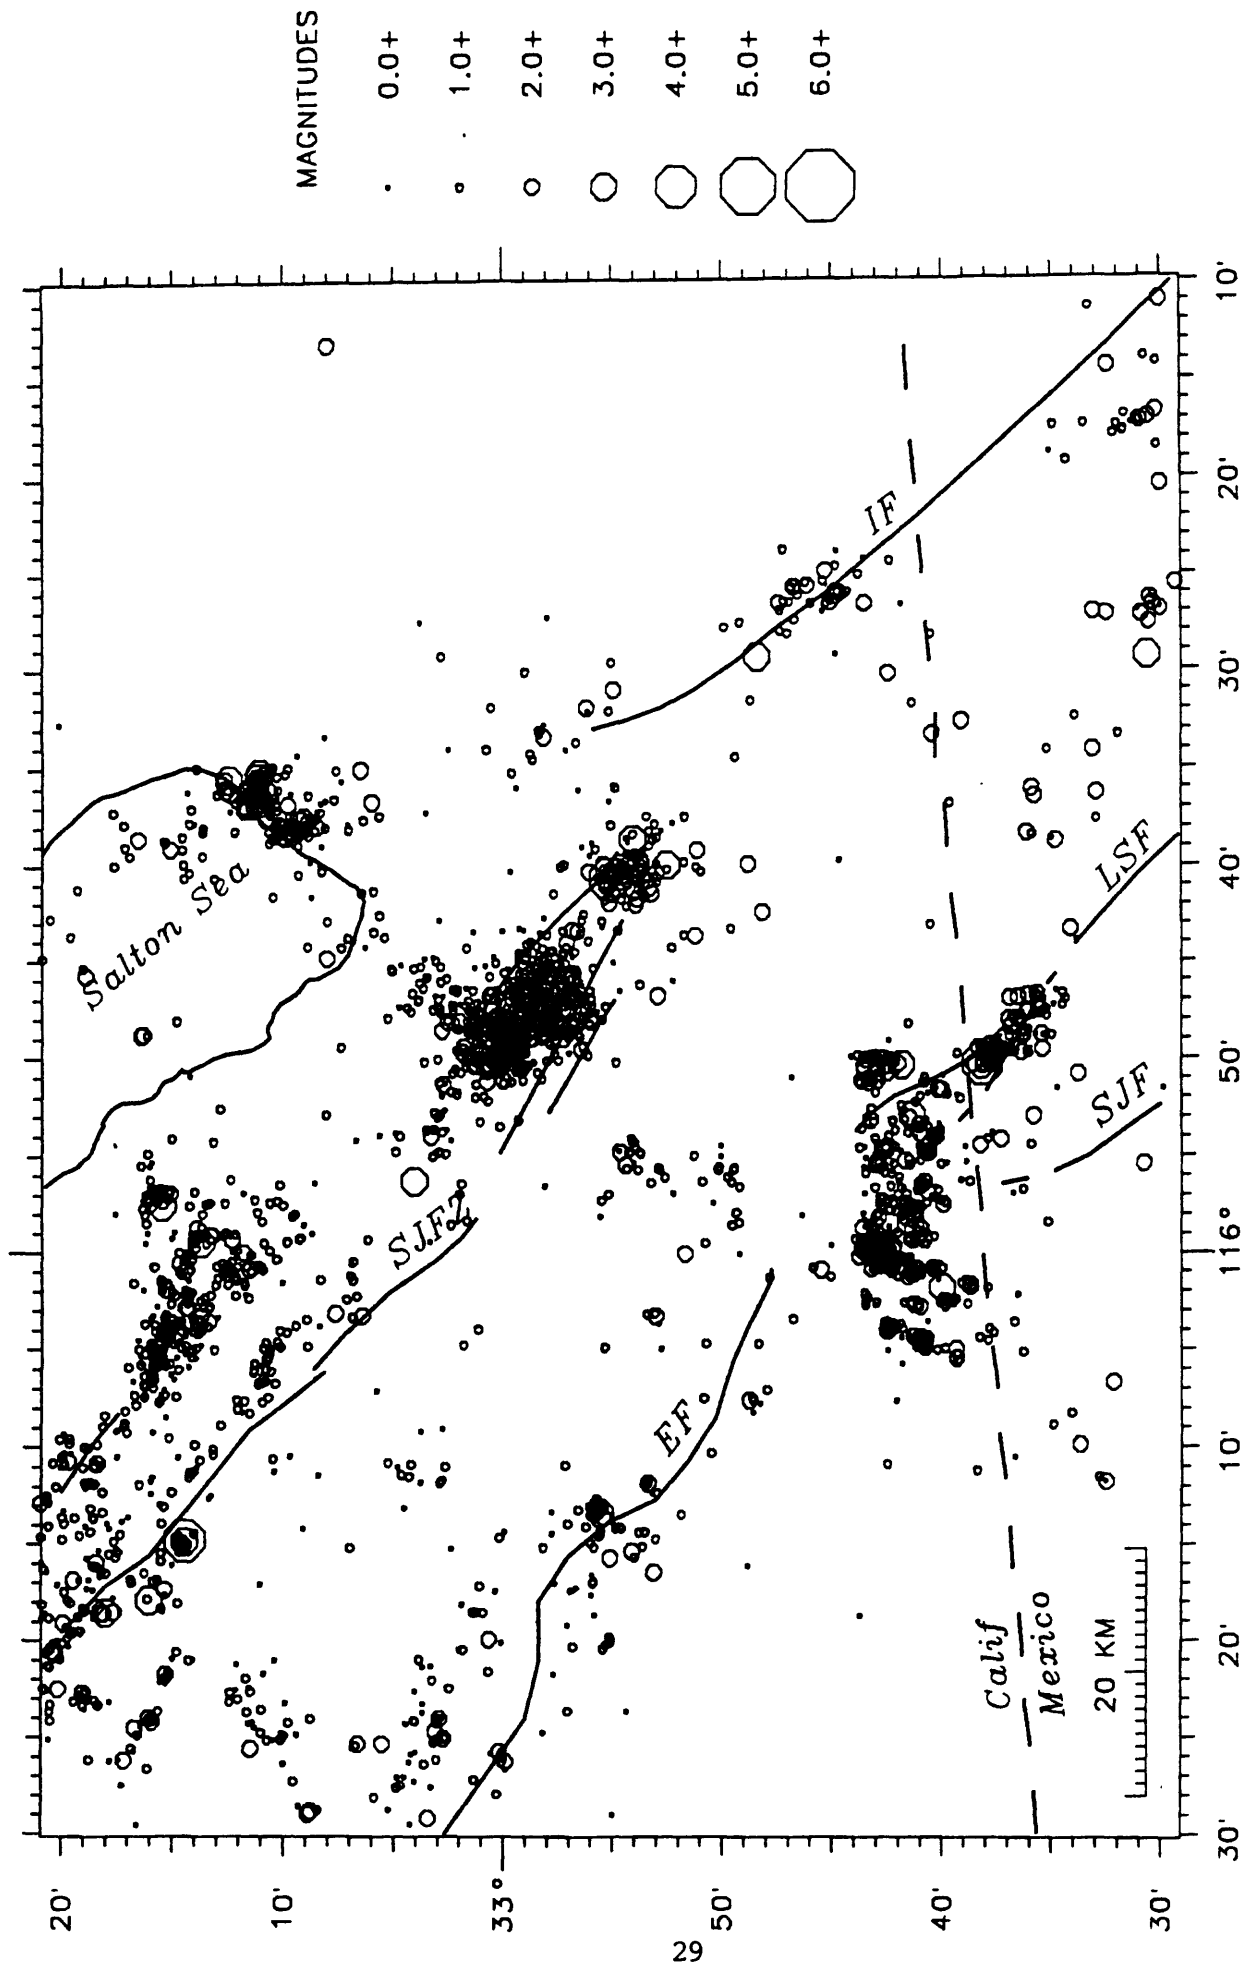 MAGNITUDES
0.0+
1.0+
2.0+
3.0+
4.0+
5.0+
6.0+
20'
10'
33°
50'
40'
30'
30'
20'
10'
116°
50'
40'
30'
20'
10'
Salton Sea
SJFZ
EF
IF
LSF
SJF
Calif
Mexico
20 KM
29